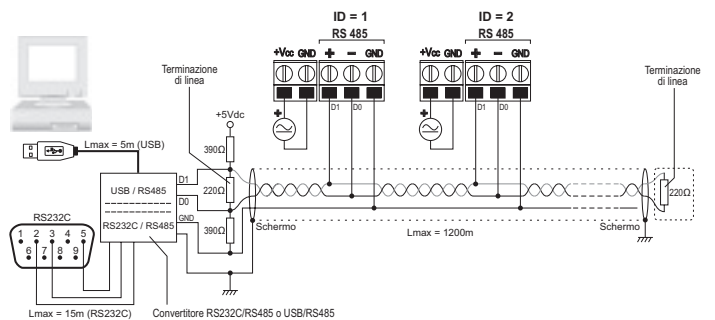 ID = 1
RS 485
+Vcc GND + − GND
D1 D0
ID = 2
RS 485
+Vcc GND + − GND
D1 D0
Terminazione
di linea
Terminazione
di linea
+5Vdc
390Ω
220Ω
390Ω
220Ω
Lmax = 5m (USB)
USB / RS485
RS232C / RS485
D1
D0
GND
RS232C
1 2 3 4 5
6 7 8 9
Schermo
Lmax = 1200m
Schermo
Lmax = 15m (RS232C)
Convertitore RS232C/RS485 o USB/RS485
+
+